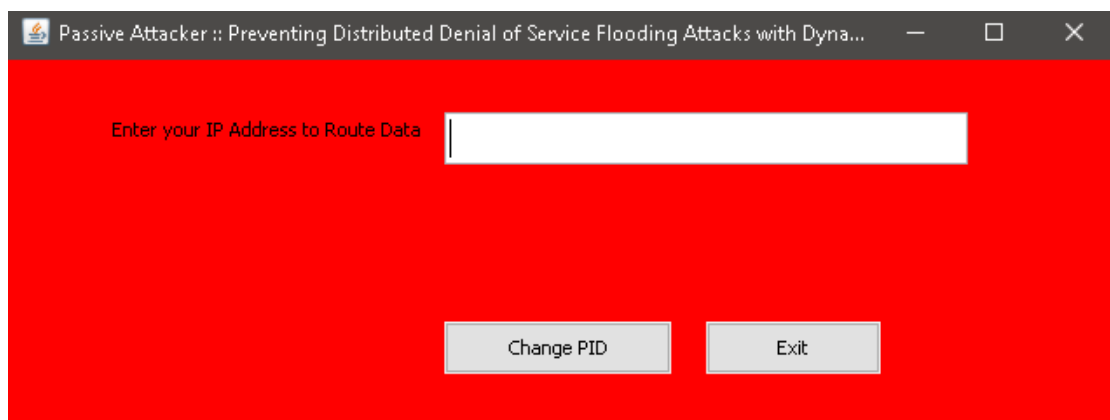 Passive Attacker :: Preventing Distributed Denial of Service Flooding Attacks with Dyna...
Enter your IP Address to Route Data
Change PID Exit